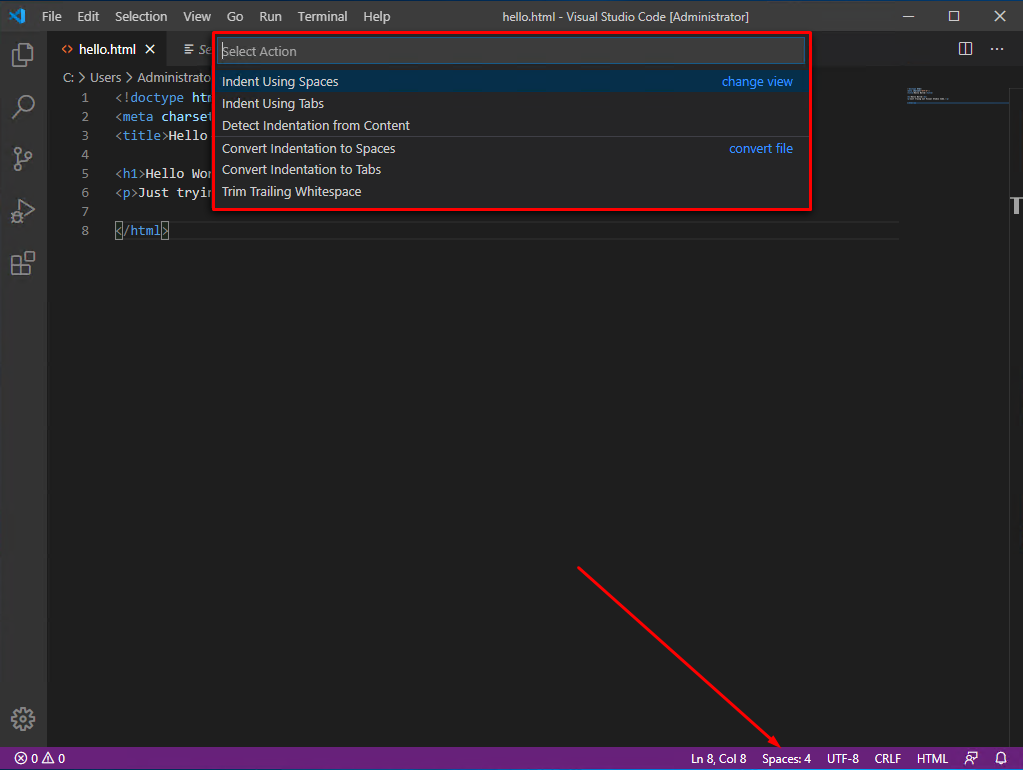 File Edit Selection View Go Run Terminal Help hello.html - Visual Studio Code [Administrator]
hello.html Se
Select Action
C: > Users > Administrato
Indent Using Spaces change view
Indent Using Tabs
Detect Indentation from Content
Convert Indentation to Spaces convert file
Convert Indentation to Tabs
Trim Trailing Whitespace
1 <!doctype htm
2 <meta charset
3 <title>Hello
4
5 <h1>Hello Wor
6 <p>Just tryin
7
8 </html>
0 0 Ln 8, Col 8 Spaces: 4 UTF-8 CRLF HTML